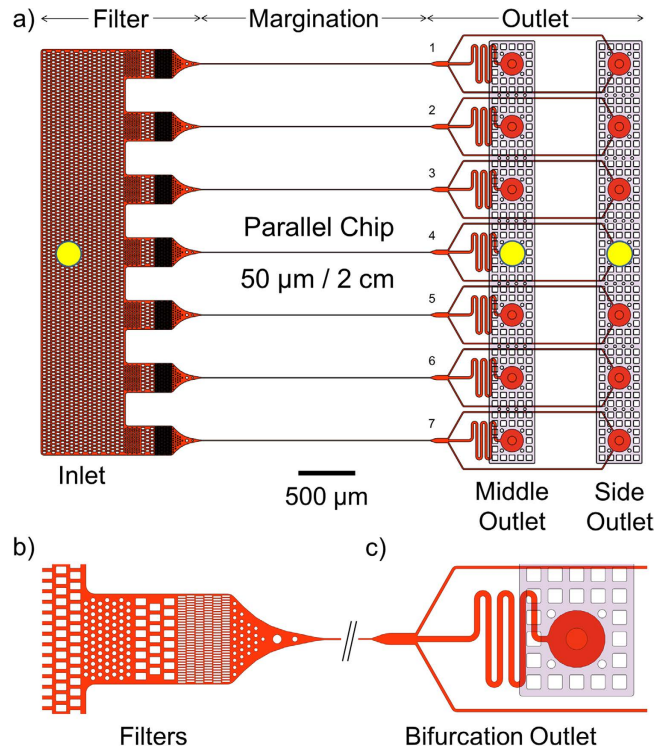 Filter Margination Outlet
a)
1
2
3
Parallel Chip
4
50 µm / 2 cm
5
6
7
Inlet
500 µm
Middle Outlet
Side Outlet
b)
c)
Filters
Bifurcation Outlet